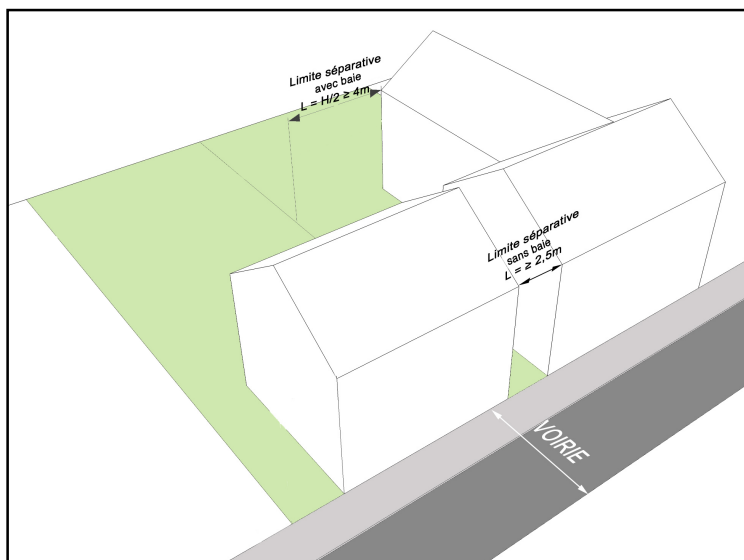 Limite séparative
avec baie
L = H/2 ≥ 4m
Limite séparative
sans baie
L = ≥ 2,5m
VOIRIE